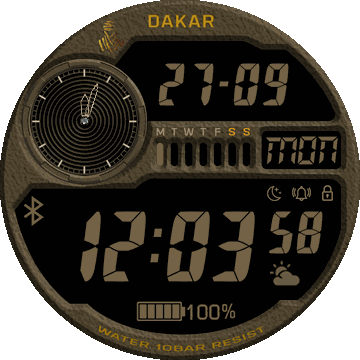 DAKAR
27-09
M T W T F S S
MON
12:03 58
100%
WATER 10BAR RESIST